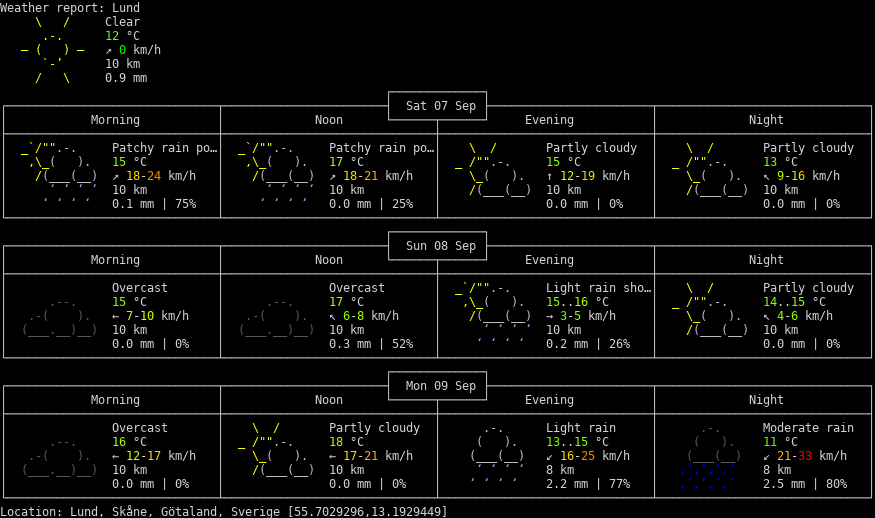 Weather report: Lund
Clear
12 °C
↗ 0 km/h
10 km
0.9 mm
Sat 07 Sep
Morning Noon Evening Night
Patchy rain po… Patchy rain po… Partly cloudy Partly cloudy
15 °C 17 °C 15 °C 13 °C
↗ 18-24 km/h ↗ 18-21 km/h ↑ 12-19 km/h ↖ 9-16 km/h
10 km 10 km 10 km 10 km
0.1 mm | 75% 0.0 mm | 25% 0.0 mm | 0% 0.0 mm | 0%
Sun 08 Sep
Morning Noon Evening Night
Overcast Overcast Light rain sho… Partly cloudy
15 °C 17 °C 15..16 °C 14..15 °C
← 7-10 km/h ↖ 6-8 km/h → 3-5 km/h ↖ 4-6 km/h
10 km 10 km 10 km 10 km
0.0 mm | 0% 0.3 mm | 52% 0.2 mm | 26% 0.0 mm | 0%
Mon 09 Sep
Morning Noon Evening Night
Overcast Partly cloudy Light rain Moderate rain
16 °C 18 °C 13..15 °C 11 °C
← 12-17 km/h ← 17-21 km/h ↙ 16-25 km/h ↙ 21-33 km/h
10 km 10 km 8 km 8 km
0.0 mm | 0% 0.0 mm | 0% 2.2 mm | 77% 2.5 mm | 80%
Location: Lund, Skåne, Götaland, Sverige [55.7029296,13.1929449]